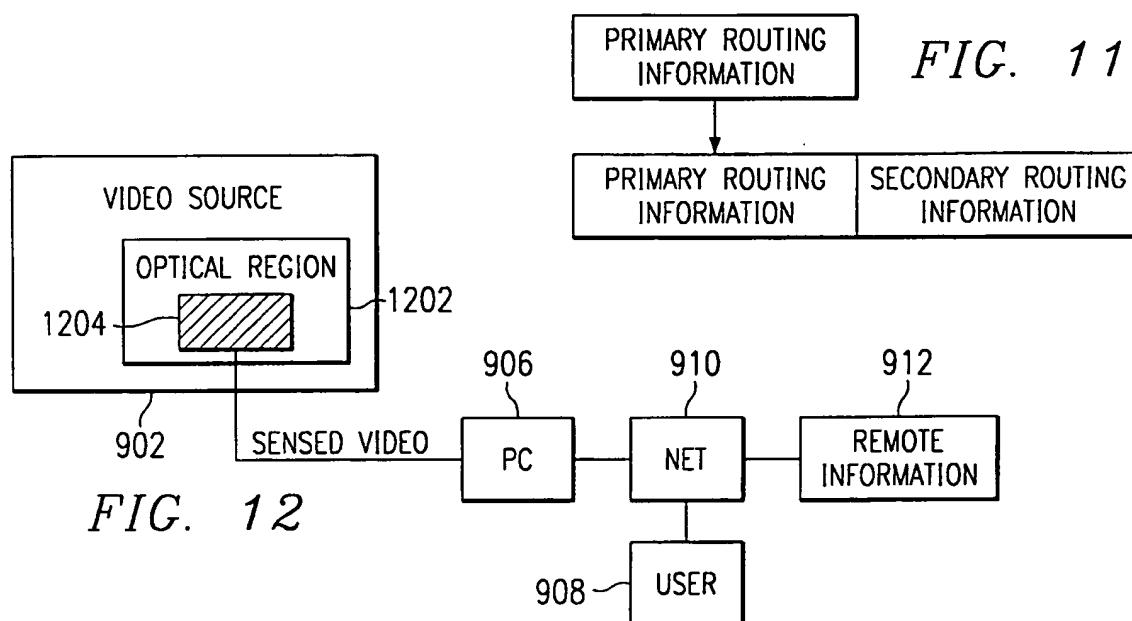 PRIMARY ROUTING
INFORMATION
FIG. 11
PRIMARY ROUTING
INFORMATION
SECONDARY ROUTING
INFORMATION
VIDEO SOURCE
OPTICAL REGION
1202
1204
902
SENSED VIDEO
906
PC
910
NET
912
REMOTE
INFORMATION
908
USER
FIG. 12